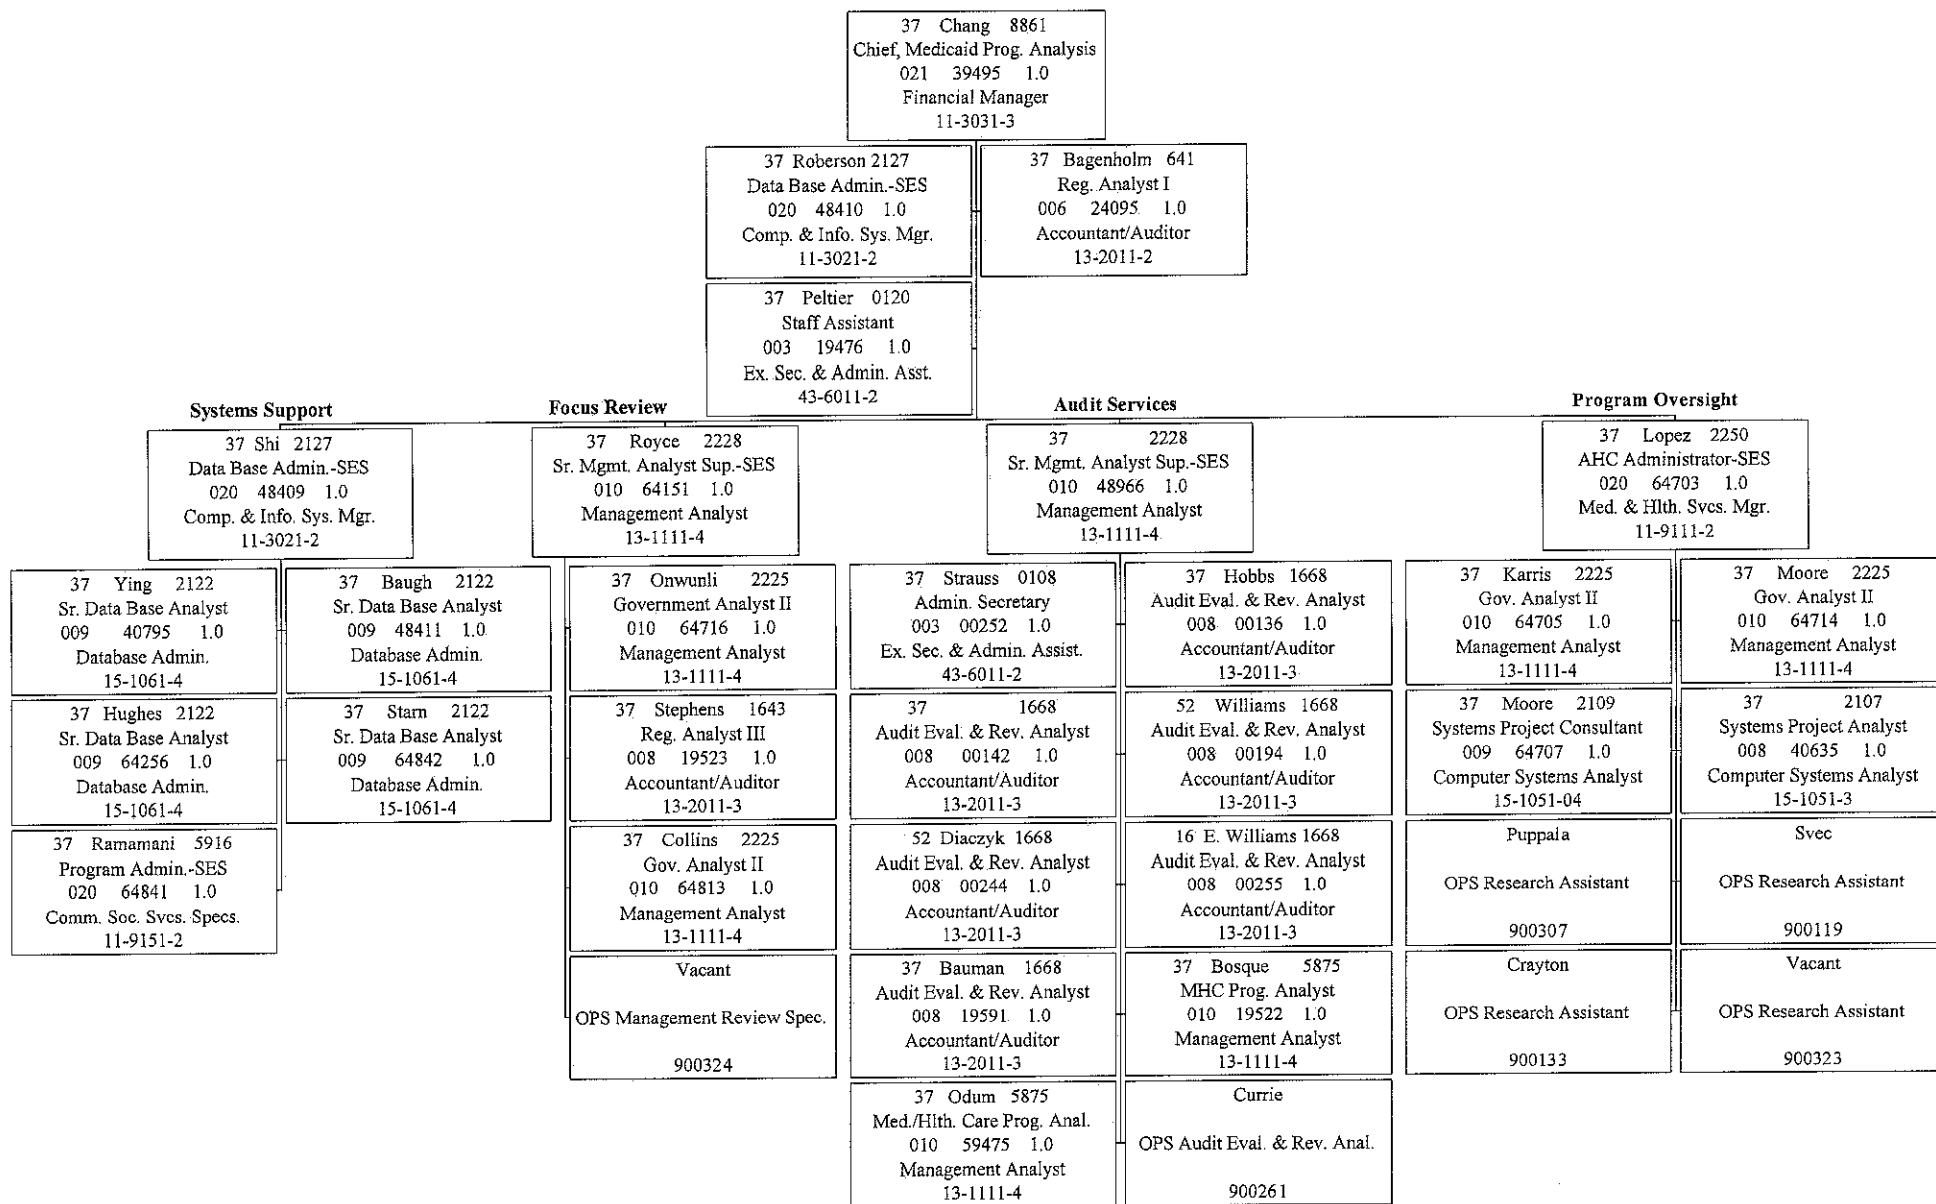 37 Chang 8861
Chief, Medicaid Prog. Analysis
021 39495 1.0
Financial Manager
11-3031-3
37 Roberson 2127
Data Base Admin.-SES
020 48410 1.0
Comp. & Info. Sys. Mgr.
11-3021-2
37 Bagenholm 641
Reg. Analyst I
006 24095 1.0
Accountant/Auditor
13-2011-2
37 Peltier 0120
Staff Assistant
003 19476 1.0
Ex. Sec. & Admin. Asst.
43-6011-2
Systems Support
37 Shi 2127
Data Base Admin.-SES
020 48409 1.0
Comp. & Info. Sys. Mgr.
11-3021-2
37 Ying 2122
Sr. Data Base Analyst
009 40795 1.0
Database Admin.
15-1061-4
37 Baugh 2122
Sr. Data Base Analyst
009 48411 1.0
Database Admin.
15-1061-4
37 Hughes 2122
Sr. Data Base Analyst
009 64256 1.0
Database Admin.
15-1061-4
37 Starn 2122
Sr. Data Base Analyst
009 64842 1.0
Database Admin.
15-1061-4
37 Ramamani 5916
Program Admin.-SES
020 64841 1.0
Comm. Soc. Svcs. Specs.
11-9151-2
Focus Review
37 Royce 2228
Sr. Mgmt. Analyst Sup.-SES
010 64151 1.0
Management Analyst
13-1111-4
37 Onwunli 2225
Government Analyst II
010 64716 1.0
Management Analyst
13-1111-4
37 Stephens 1643
Reg. Analyst III
008 19523 1.0
Accountant/Auditor
13-2011-3
37 Collins 2225
Gov. Analyst II
010 64813 1.0
Management Analyst
13-1111-4
Vacant
OPS Management Review Spec.
900324
Audit Services
37 2228
Sr. Mgmt. Analyst Sup.-SES
010 48966 1.0
Management Analyst
13-1111-4
37 Strauss 0108
Admin. Secretary
003 00252 1.0
Ex. Sec. & Admin. Assist.
43-6011-2
37 Hobbs 1668
Audit Eval. & Rev. Analyst
008 00136 1.0
Accountant/Auditor
13-2011-3
37 1668
Audit Eval. & Rev. Analyst
008 00142 1.0
Accountant/Auditor
13-2011-3
52 Williams 1668
Audit Eval. & Rev. Analyst
008 00194 1.0
Accountant/Auditor
13-2011-3
52 Diaczyk 1668
Audit Eval. & Rev. Analyst
008 00244 1.0
Accountant/Auditor
13-2011-3
16 E. Williams 1668
Audit Eval. & Rev. Analyst
008 00255 1.0
Accountant/Auditor
13-2011-3
37 Bauman 1668
Audit Eval. & Rev. Analyst
008 19591 1.0
Accountant/Auditor
13-2011-3
37 Bosque 5875
MHC Prog. Analyst
010 19522 1.0
Management Analyst
13-1111-4
37 Odum 5875
Med./Hlth. Care Prog. Anal.
010 59475 1.0
Management Analyst
13-1111-4
Currie
OPS Audit Eval. & Rev. Anal.
900261
Program Oversight
37 Lopez 2250
AHC Administrator-SES
020 64703 1.0
Med. & Hlth. Svcs. Mgr.
11-9111-2
37 Karris 2225
Gov. Analyst II
010 64705 1.0
Management Analyst
13-1111-4
37 Moore 2225
Gov. Analyst II
010 64714 1.0
Management Analyst
13-1111-4
37 Moore 2109
Systems Project Consultant
009 64707 1.0
Computer Systems Analyst
15-1051-04
37 2107
Systems Project Analyst
008 40635 1.0
Computer Systems Analyst
15-1051-3
Puppala
OPS Research Assistant
900307
Svec
OPS Research Assistant
900119
Crayton
OPS Research Assistant
900133
Vacant
OPS Research Assistant
900323